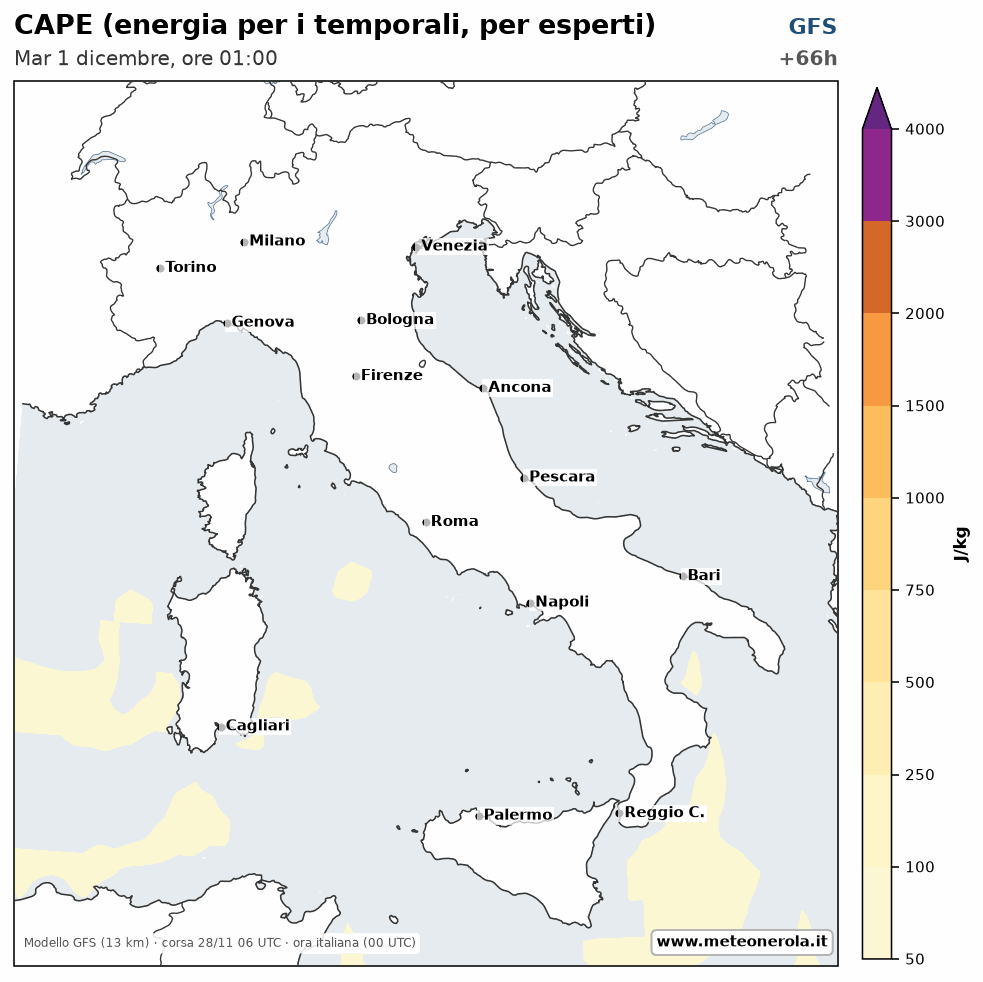 CAPE (energia per i temporali, per esperti)
GFS
Mar 1 dicembre, ore 01:00
+66h
4000
3000
2000
1500
1000
750
500
250
100
50
J/kg
Milano
Venezia
Torino
Genova
Bologna
Firenze
Ancona
Pescara
Roma
Bari
Napoli
Cagliari
Palermo
Reggio C.
Modello GFS (13 km) · corsa 28/11 06 UTC · ora italiana (00 UTC)
www.meteonerola.it